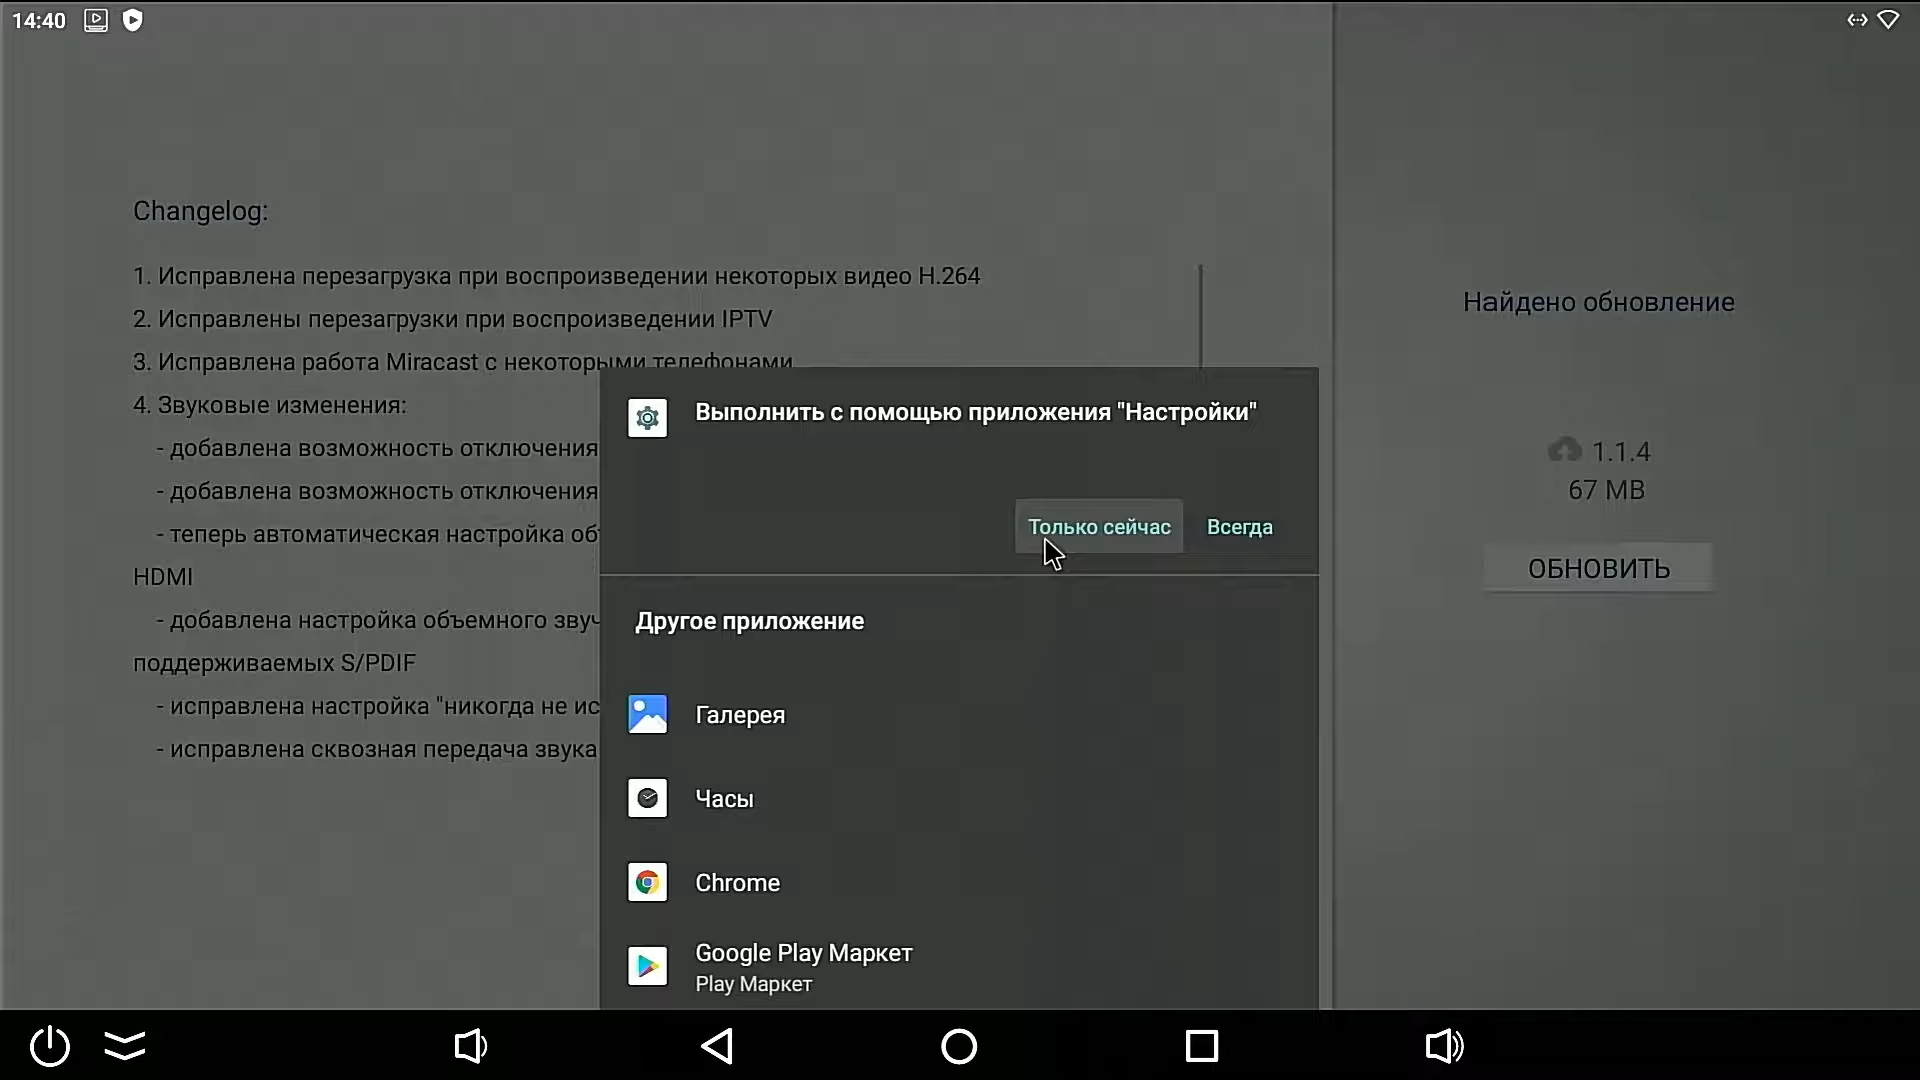 14:40
Changelog:
1. Исправлена перезагрузка при воспроизведении некоторых видео H.264
2. Исправлены перезагрузки при воспроизведении IPTV
3. Исправлена работа Miracast с некоторыми телефонами
4. Звуковые изменения:
- добавлена возможность отключения
- добавлена возможность отключения
- теперь автоматическая настройка
HDMI
- добавлена настройка объемного
поддерживаемых S/PDIF
- исправлена настройка "никогда не
- исправлена сквозная передача звука
Выполнить с помощью приложения "Настройки"
Только сейчас
Всегда
Другое приложение
Галерея
Часы
Chrome
Google Play Маркет
Play Маркет
Найдено обновление
1.1.4
67 MB
ОБНОВИТЬ